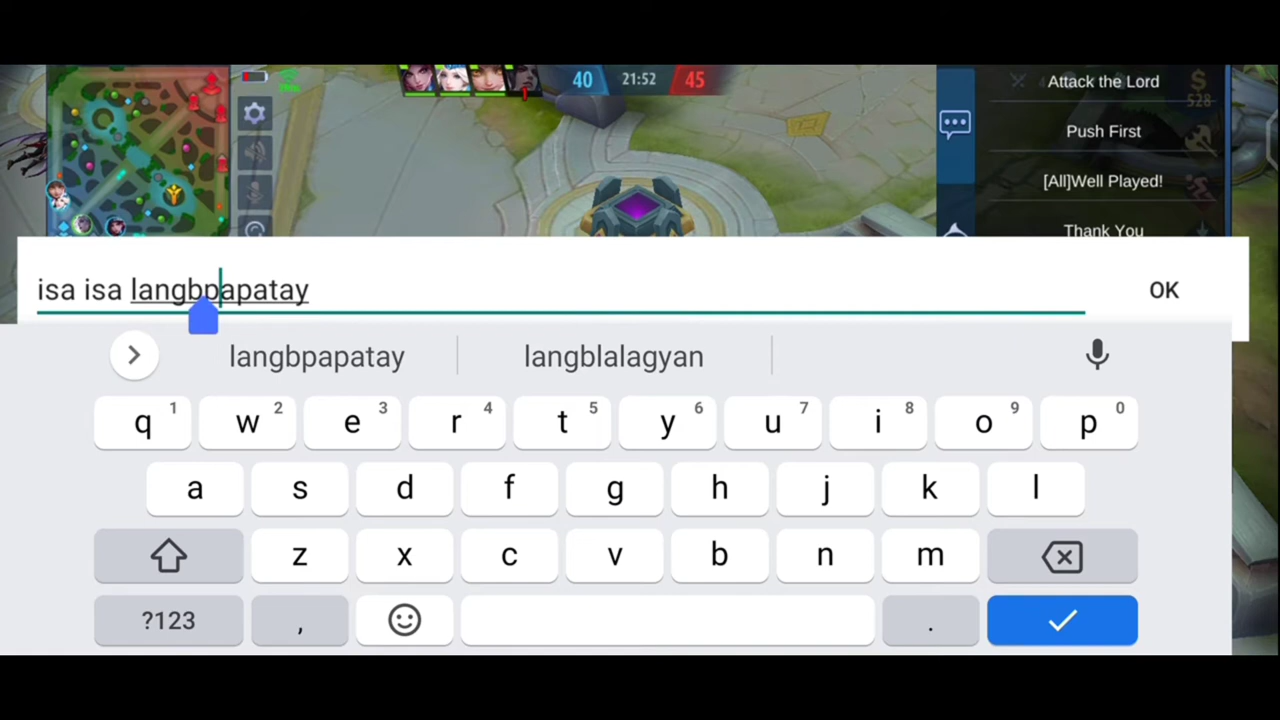 40 21:52 45
Attack the Lord
528
Push First
[All]Well Played!
Thank You
isa isa langbpapatay OK
langbpapatay langblalagyan
q 1 w 2 e 3 r 4 t 5 y 6 u 7 i 8 o 9 p 0
a s d f g h j k l
z x c v b n m
?123 , .